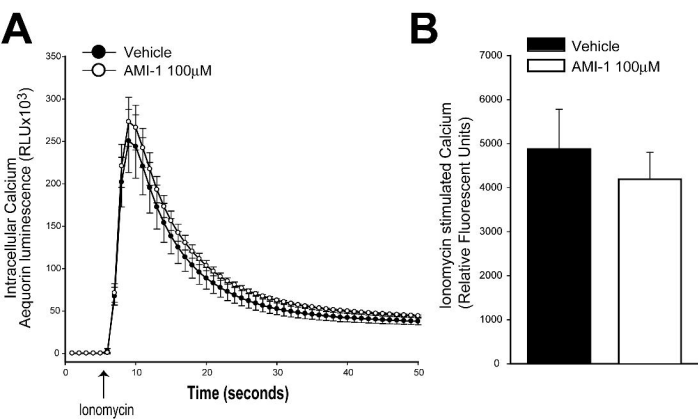 A
Vehicle
AMI-1 100μM
Intracellular Calcium
Aequorin luminescence (RLUx10³)
350
300
250
200
150
100
50
0
0
10
20
30
40
50
Time (seconds)
Ionomycin
B
Vehicle
AMI-1 100μM
Ionomycin stimulated Calcium
(Relative Fluorescent Units)
7000
6000
5000
4000
3000
2000
1000
0